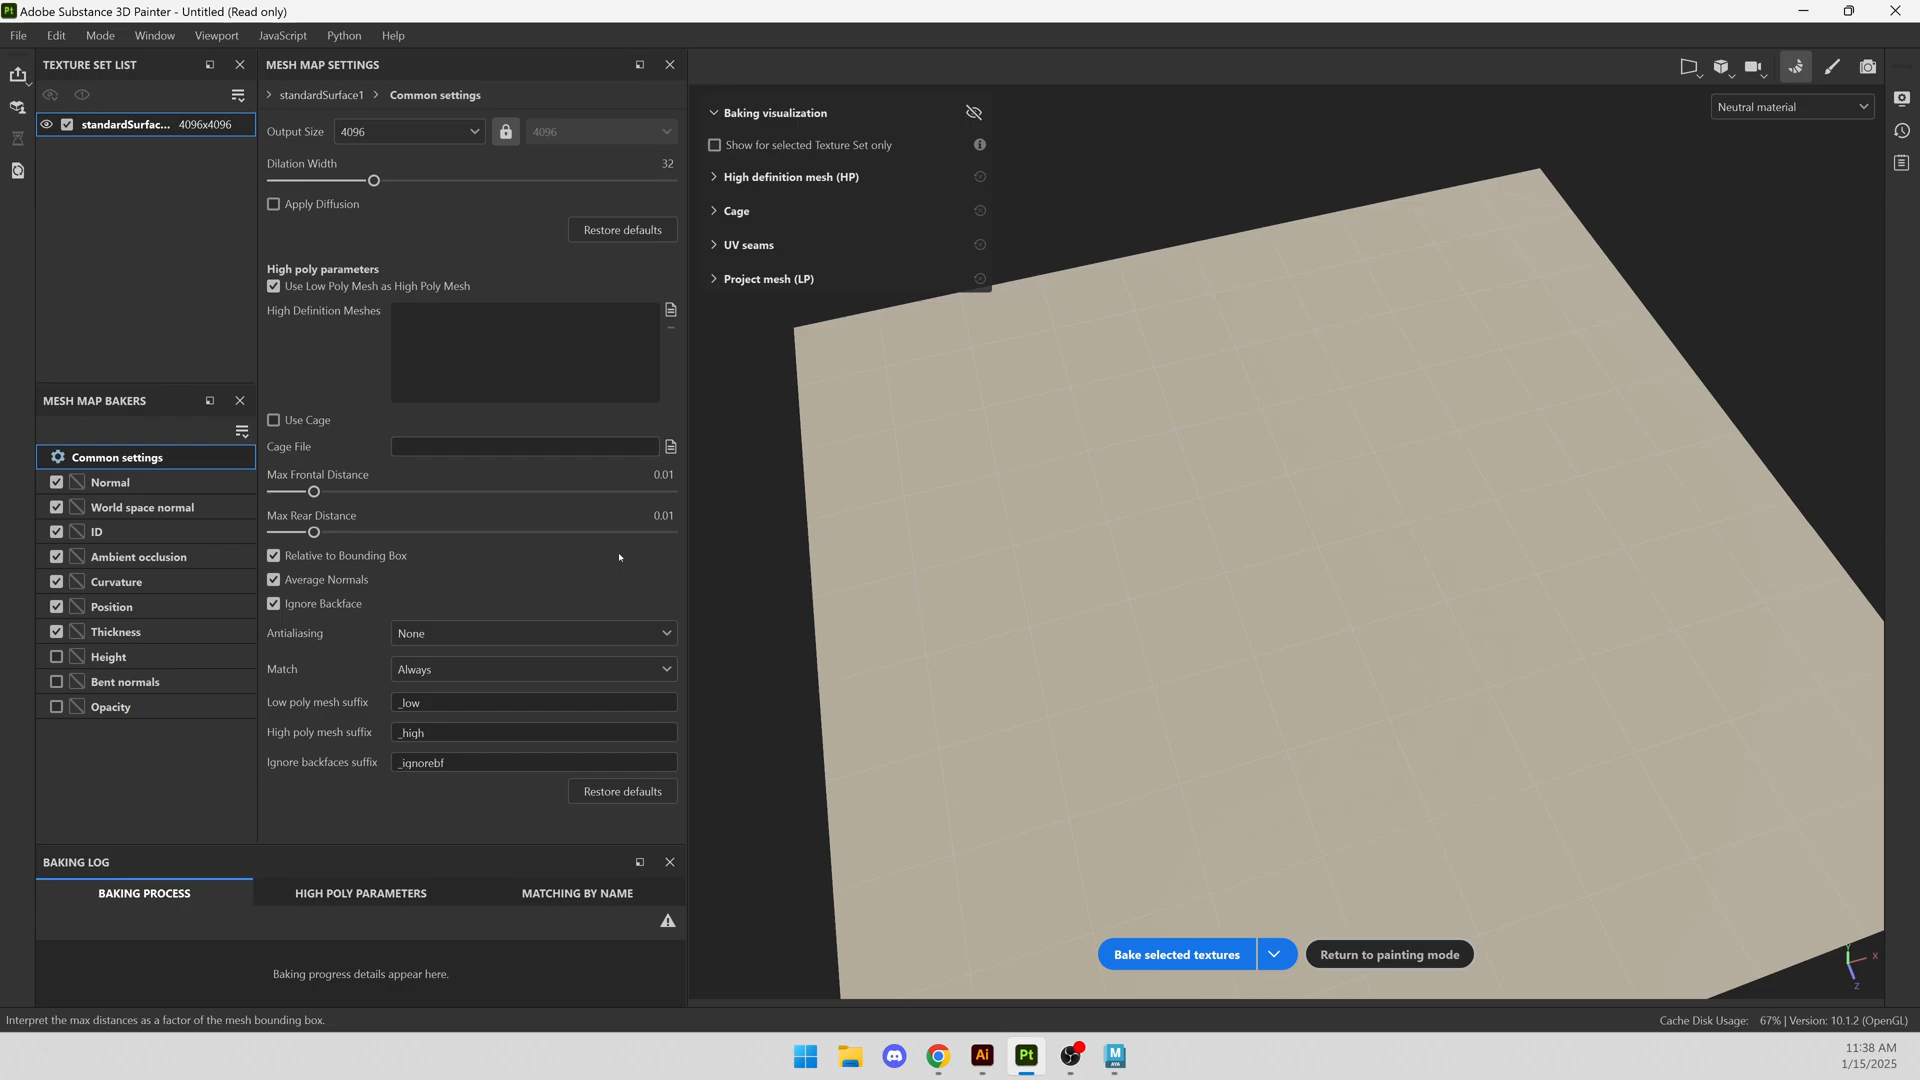 Pt Adobe Substance 3D Painter - Untitled (Read only)
File Edit Mode Window Viewport JavaScript Python Help
TEXTURE SET LIST
standardSurfac... 4096x4096
MESH MAP BAKERS
Common settings
Normal
World space normal
ID
Ambient occlusion
Curvature
Position
Thickness
Height
Bent normals
Opacity
MESH MAP SETTINGS
standardSurface1 > Common settings
Output Size 4096 4096
Dilation Width 32
Apply Diffusion
Restore defaults
High poly parameters
Use Low Poly Mesh as High Poly Mesh
High Definition Meshes
Use Cage
Cage File
Max Frontal Distance 0.01
Max Rear Distance 0.01
Relative to Bounding Box
Average Normals
Ignore Backface
Antialiasing None
Match Always
Low poly mesh suffix _low
High poly mesh suffix _high
Ignore backfaces suffix _ignorebf
Restore defaults
BAKING LOG
BAKING PROCESS HIGH POLY PARAMETERS MATCHING BY NAME
Baking progress details appear here.
Baking visualization
Show for selected Texture Set only
High definition mesh (HP)
Cage
UV seams
Project mesh (LP)
Neutral material
Bake selected textures Return to painting mode
Y
X
Z
Interpret the max distances as a factor of the mesh bounding box.
Cache Disk Usage: 67% | Version: 10.1.2 (OpenGL)
Ai Pt M
AYA
11:38 AM
1/15/2025